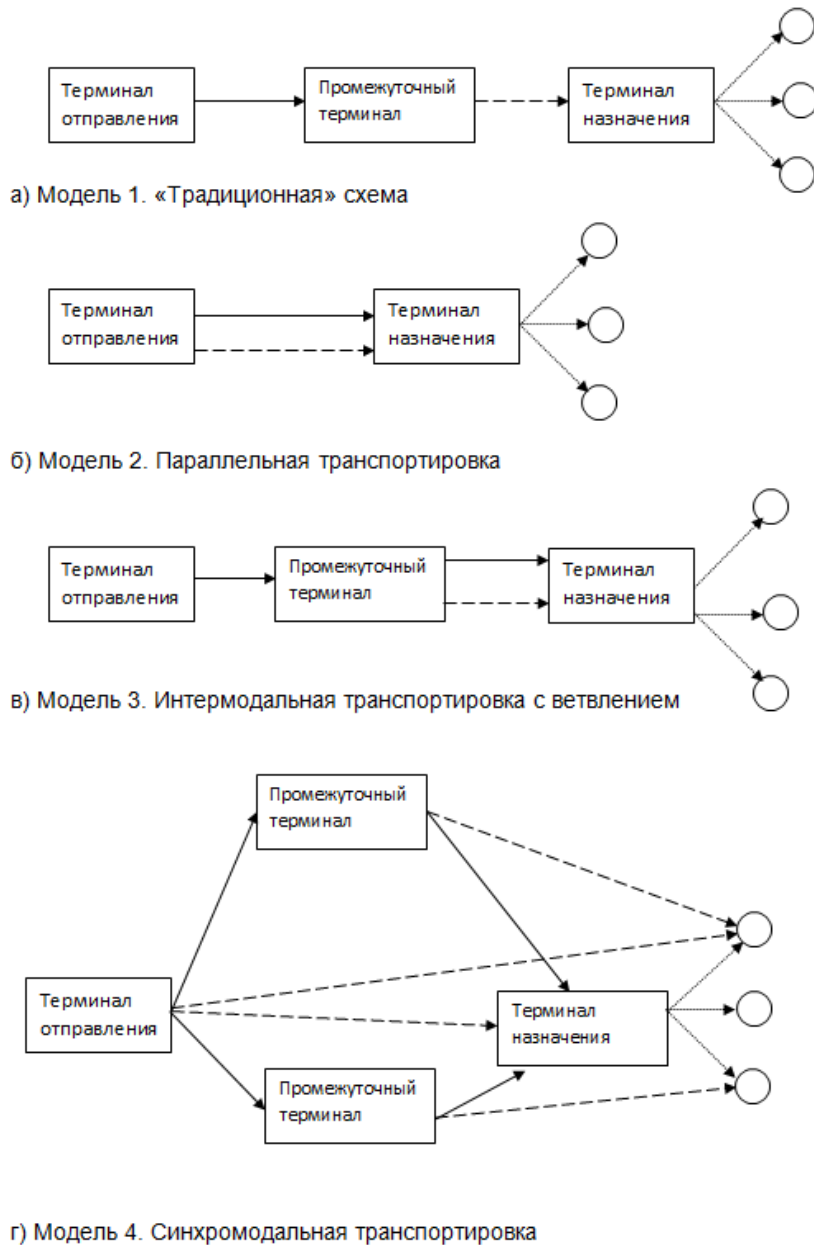 Терминал
отправления
Промежуточный
терминал
Терминал
назначения
а) Модель 1. «Традиционная» схема
Терминал
отправления
Терминал
назначения
б) Модель 2. Параллельная транспортировка
Терминал
отправления
Промежуточный
терминал
Терминал
назначения
в) Модель 3. Интермодальная транспортировка с ветвлением
Промежуточный
терминал
Терминал
отправления
Терминал
назначения
Промежуточный
терминал
г) Модель 4. Синхромодальная транспортировка